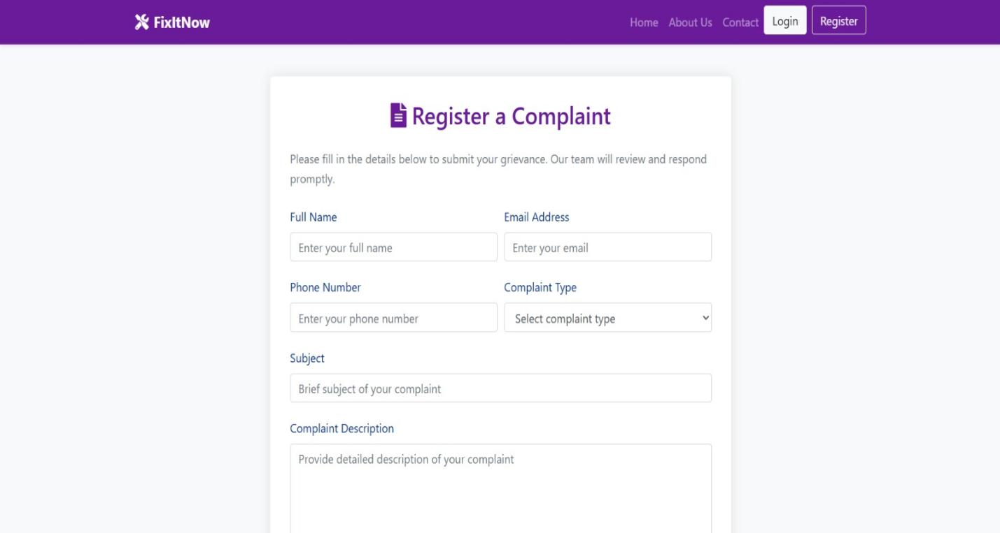 FixItNow
Home About Us Contact Login Register
Register a Complaint
Please fill in the details below to submit your grievance. Our team will review and respond
promptly.
Full Name Email Address
Enter your full name Enter your email
Phone Number Complaint Type
Enter your phone number Select complaint type
Subject
Brief subject of your complaint
Complaint Description
Provide detailed description of your complaint